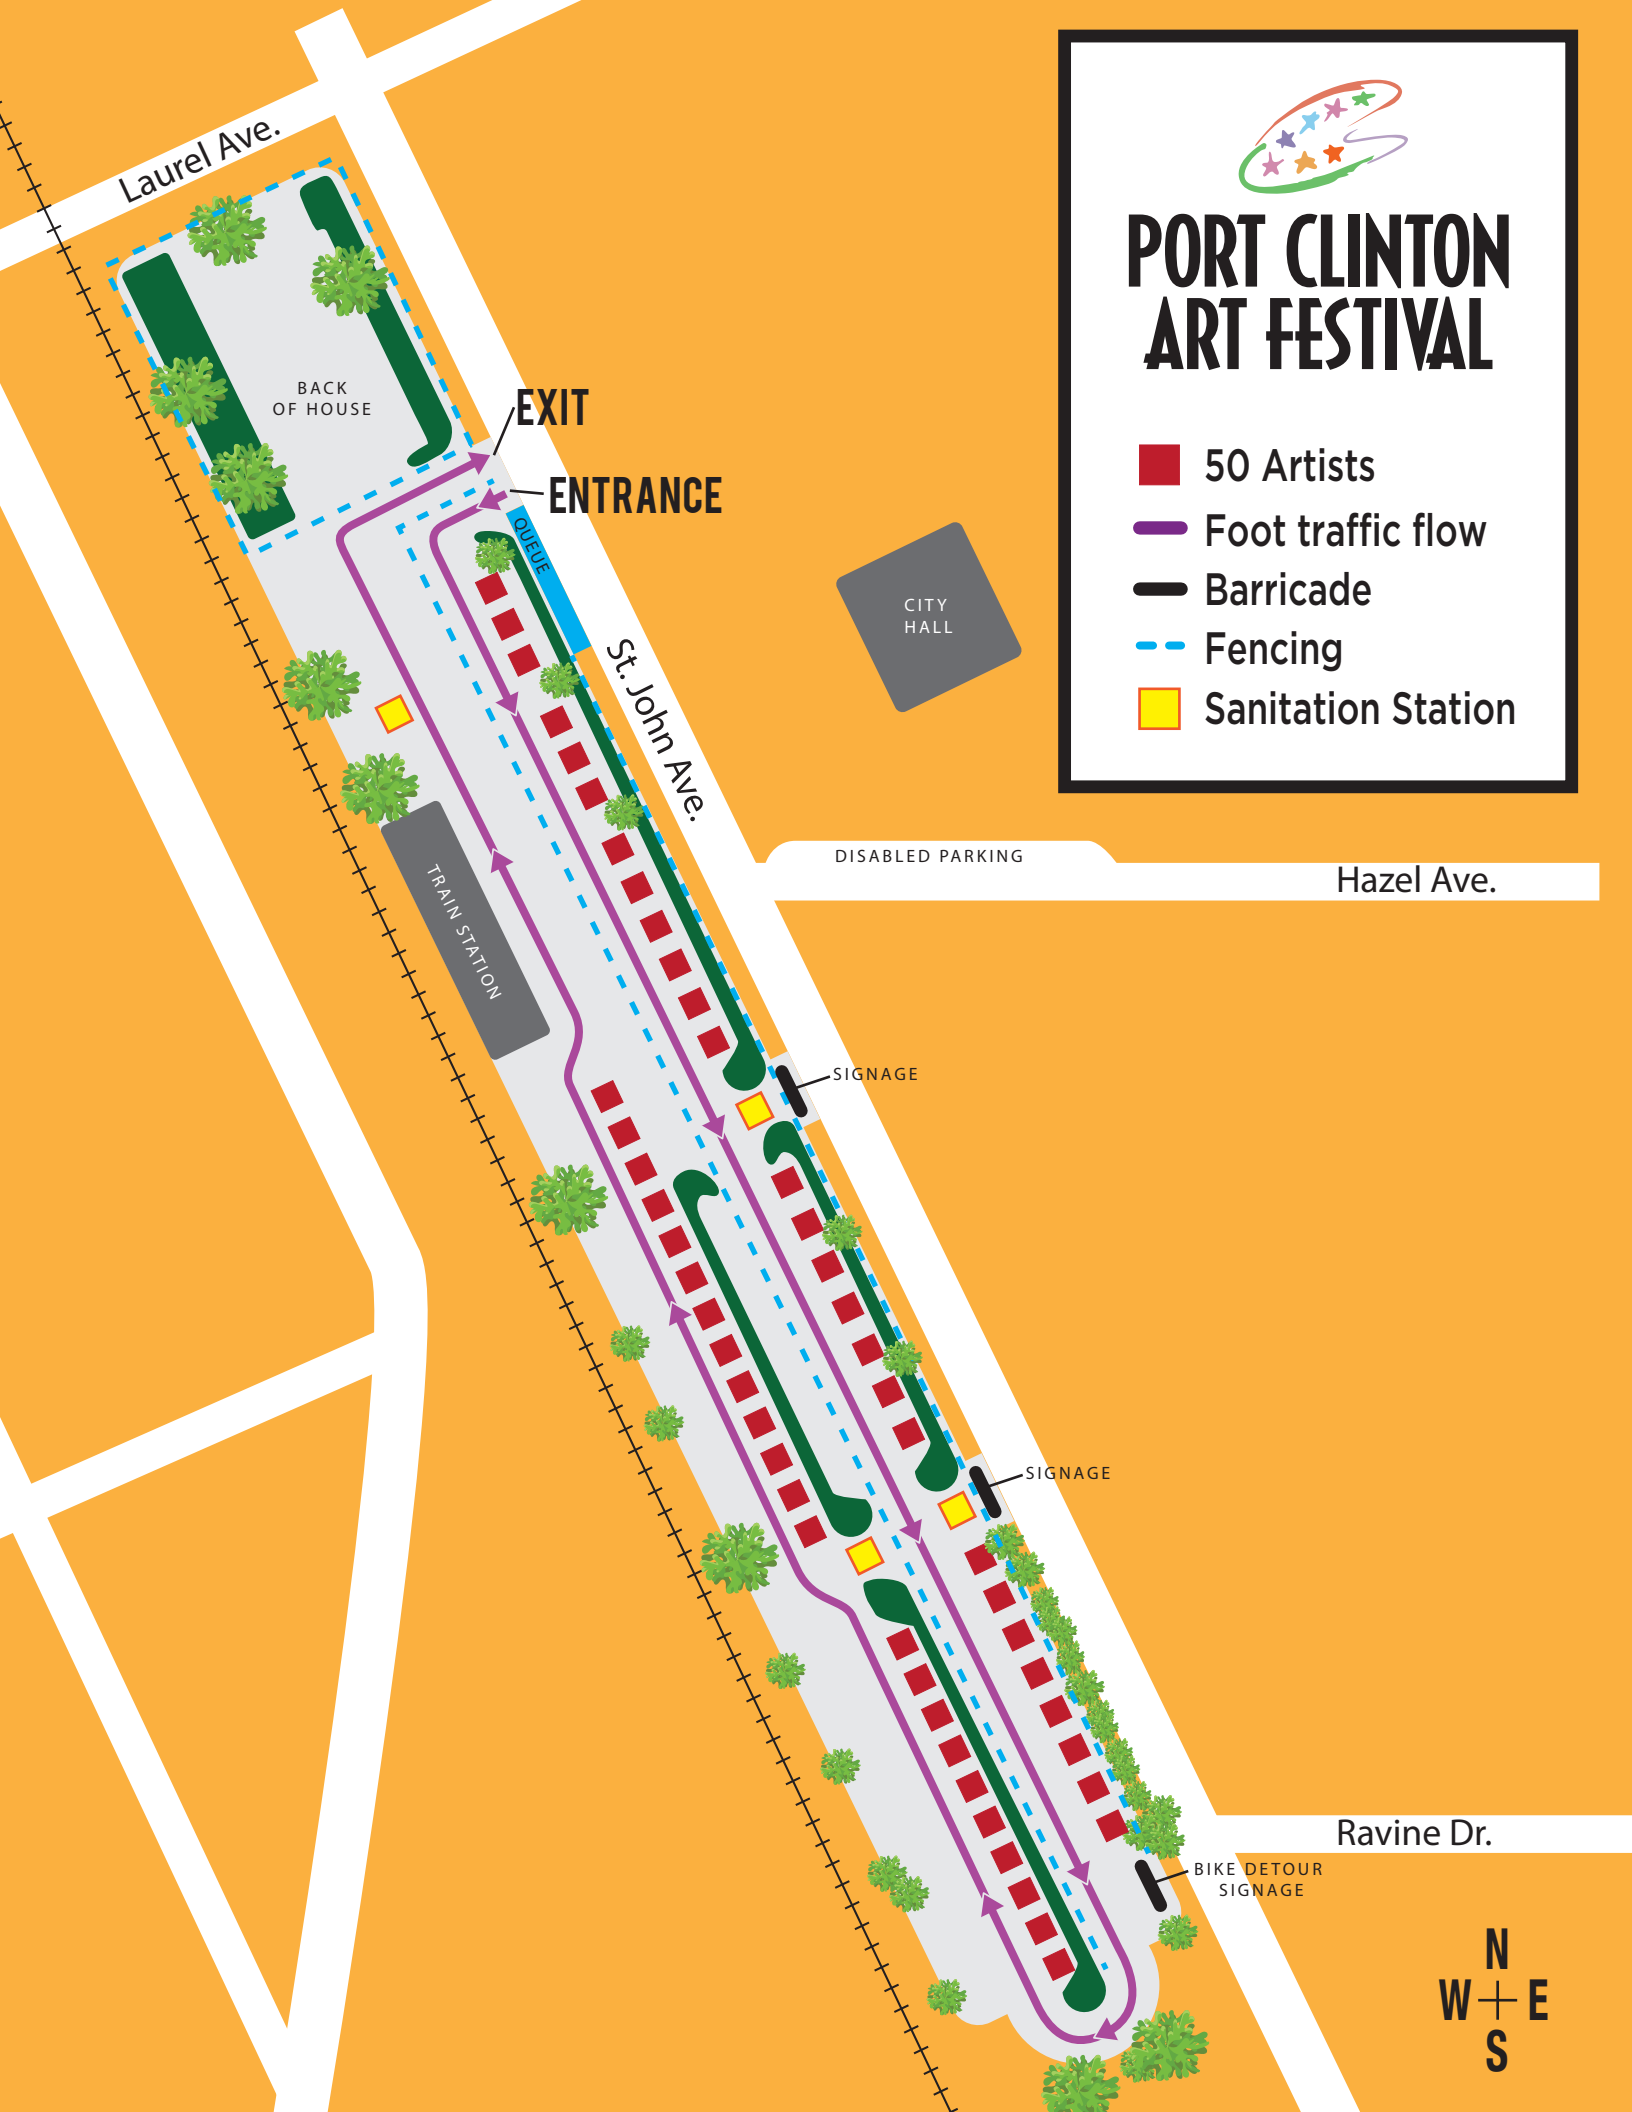 Laurel Ave.
PORT CLINTON
ART FESTIVAL
50 Artists
Foot traffic flow
Barricade
Fencing
Sanitation Station
BACK
OF HOUSE
EXIT
ENTRANCE
QUEUE
CITY
HALL
St. John Ave.
DISABLED PARKING
Hazel Ave.
TRAIN STATION
SIGNAGE
SIGNAGE
Ravine Dr.
BIKE DETOUR
SIGNAGE
N
W E
S